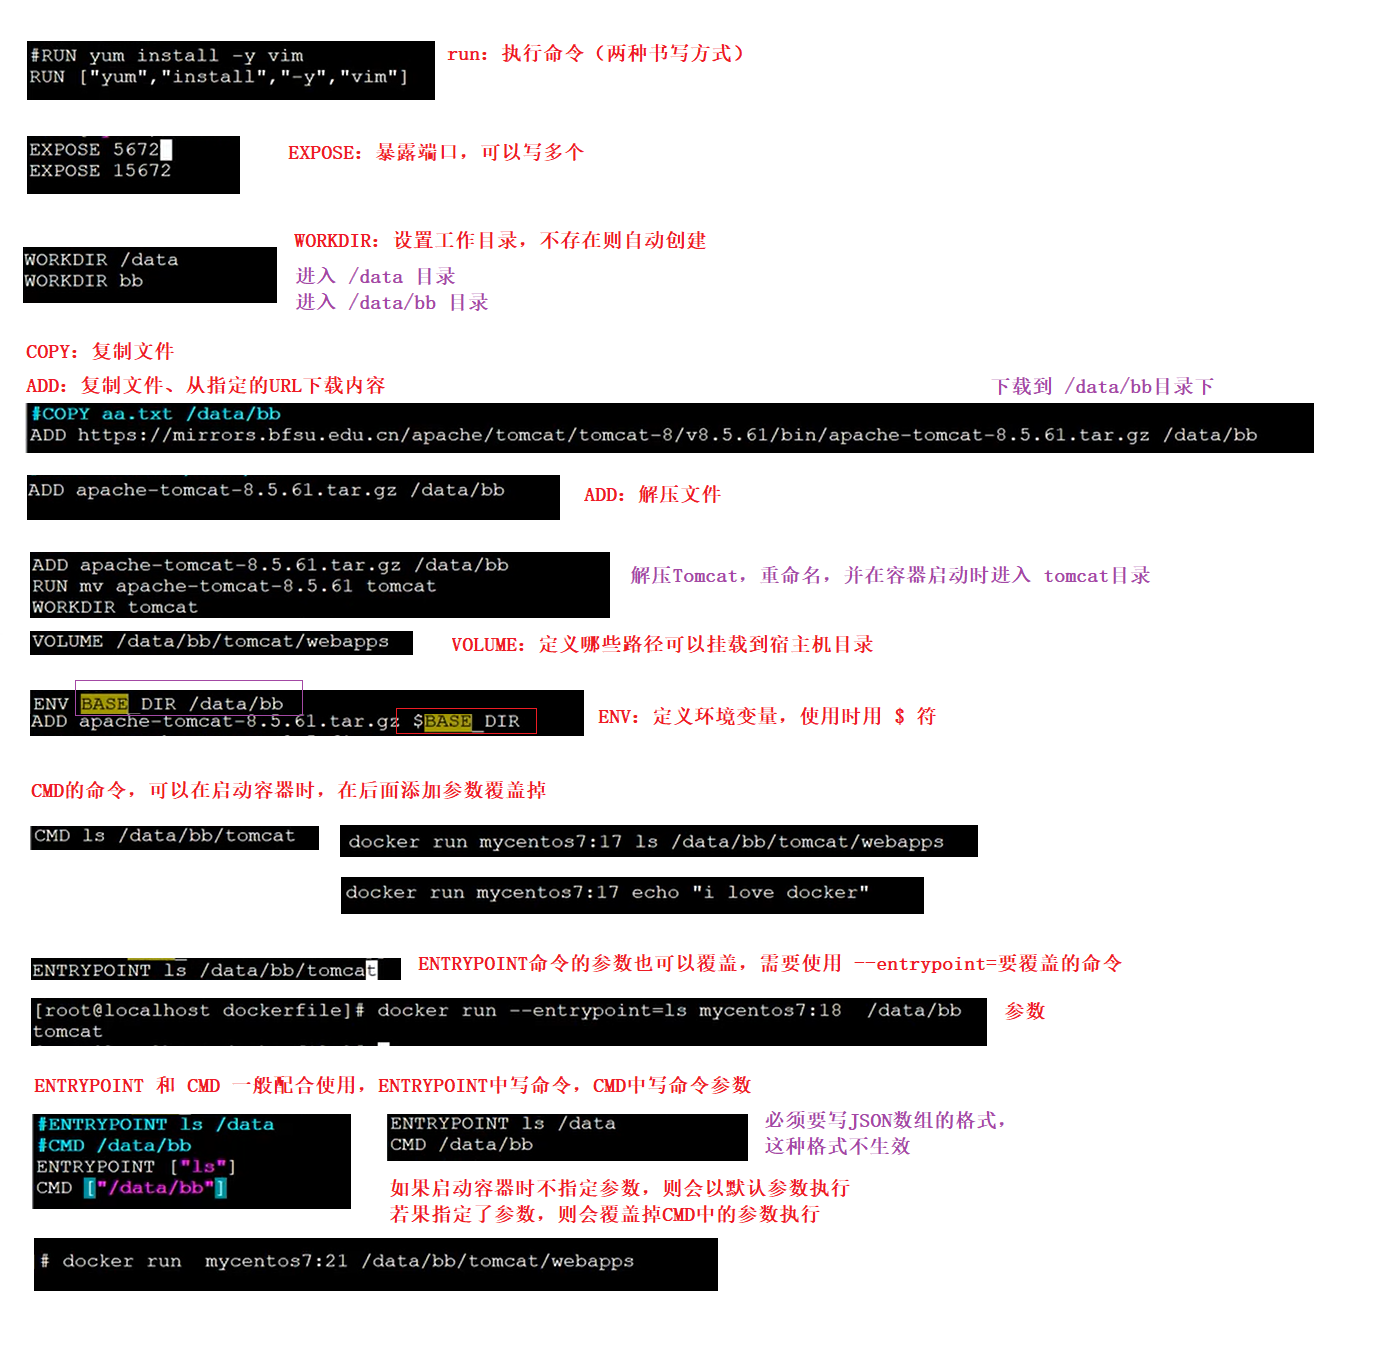 #RUN yum install -y vim
RUN ["yum","install","-y","vim"]
run: 执行命令（两种书写方式）
EXPOSE 5672
EXPOSE 15672
EXPOSE: 暴露端口，可以写多个
WORKDIR: 设置工作目录，不存在则自动创建
WORKDIR /data
WORKDIR bb
进入 /data 目录
进入 /data/bb 目录
COPY: 复制文件
ADD: 复制文件、从指定的URL下载内容
下载到 /data/bb目录下
#COPY aa.txt /data/bb
ADD https://mirrors.bfsu.edu.cn/apache/tomcat/tomcat-8/v8.5.61/bin/apache-tomcat-8.5.61.tar.gz /data/bb
ADD apache-tomcat-8.5.61.tar.gz /data/bb
ADD: 解压文件
ADD apache-tomcat-8.5.61.tar.gz /data/bb
RUN mv apache-tomcat-8.5.61 tomcat
WORKDIR tomcat
解压Tomcat，重命名，并在容器启动时进入 tomcat目录
VOLUME /data/bb/tomcat/webapps
VOLUME: 定义哪些路径可以挂载到宿主机目录
ENV BASE_DIR /data/bb
ADD apache-tomcat-8.5.61.tar.gz $BASE_DIR
ENV: 定义环境变量，使用时用 $ 符
CMD的命令，可以在启动容器时，在后面添加参数覆盖掉
CMD ls /data/bb/tomcat
docker run mycentos7:17 ls /data/bb/tomcat/webapps
docker run mycentos7:17 echo "i love docker"
ENTRYPOINT ls /data/bb/tomcat
ENTRYPOINT命令的参数也可以覆盖，需要使用 --entrypoint=要覆盖的命令
[root@localhost dockerfile]# docker run --entrypoint=ls mycentos7:18  /data/bb
tomcat
参数
ENTRYPOINT 和 CMD 一般配合使用，ENTRYPOINT中写命令，CMD中写命令参数
#ENTRYPOINT ls /data
#CMD /data/bb
ENTRYPOINT ["ls"]
CMD ["/data/bb"]
ENTRYPOINT ls /data
CMD /data/bb
必须要写JSON数组的格式，
这种格式不生效
如果启动容器时不指定参数，则会以默认参数执行
若果指定了参数，则会覆盖掉CMD中的参数执行
# docker run  mycentos7:21 /data/bb/tomcat/webapps